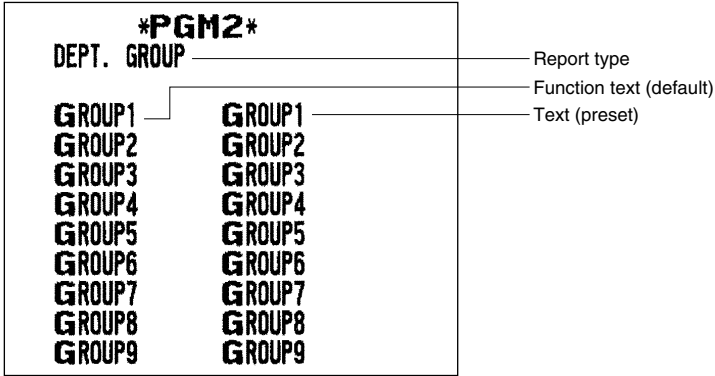 *PGM2*
DEPT. GROUP Report type
Function text (default)
GROUP1 GROUP1 Text (preset)
GROUP2 GROUP2
GROUP3 GROUP3
GROUP4 GROUP4
GROUP5 GROUP5
GROUP6 GROUP6
GROUP7 GROUP7
GROUP8 GROUP8
GROUP9 GROUP9